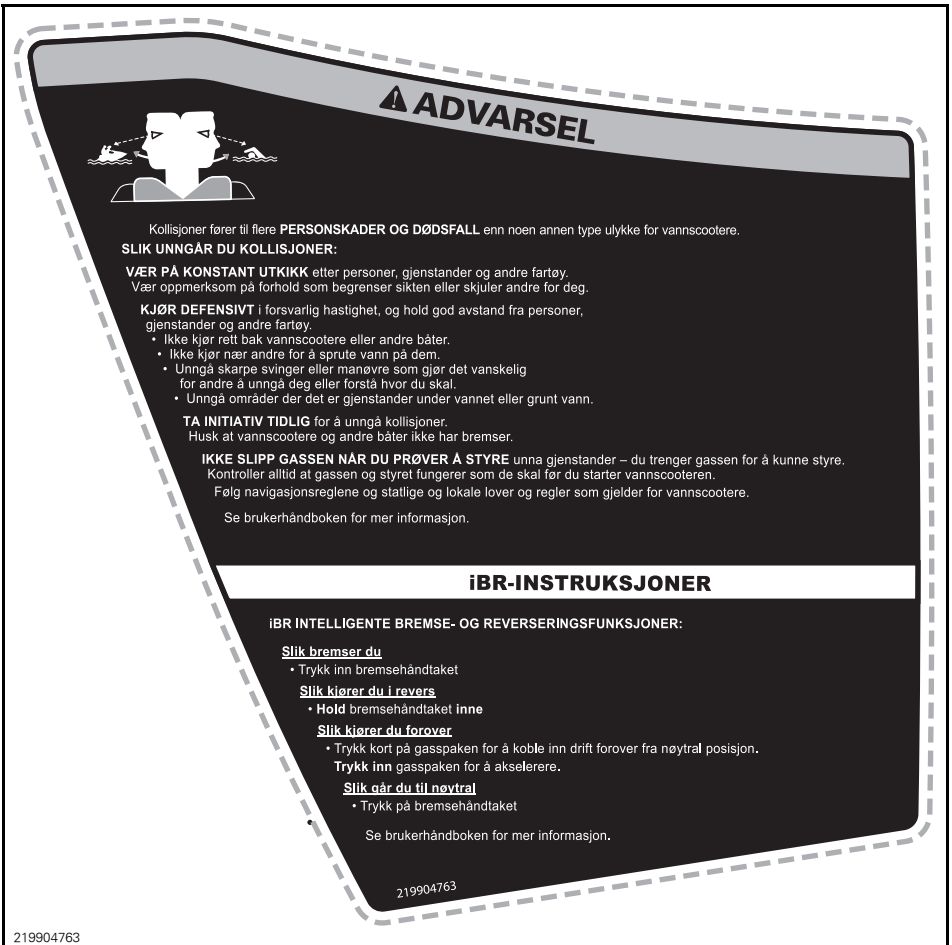 ADVARSEL
Kollisjoner fører til flere PERSONSKADER OG DØDSFALL enn noen annen type ulykke for vannscootere.
SLIK UNNGÅR DU KOLLISJONER:
VÆR PÅ KONSTANT UTKIKK etter personer, gjenstander og andre fartøy.
Vær oppmerksom på forhold som begrenser sikten eller skjuler andre for deg.
KJØR DEFENSIVT i forsvarlig hastighet, og hold god avstand fra personer,
gjenstander og andre fartøy.
• Ikke kjør rett bak vannscootere eller andre båter.
• Ikke kjør nær andre for å sprute vann på dem.
• Unngå skarpe svinger eller manøvre som gjør det vanskelig
for andre å unngå deg eller forstå hvor du skal.
• Unngå områder der det er gjenstander under vannet eller grunt vann.
TA INITIATIV TIDLIG for å unngå kollisjoner.
Husk at vannscootere og andre båter ikke har bremser.
IKKE SLIPP GASSEN NÅR DU PRØVER Å STYRE unna gjenstander – du trenger gassen for å kunne styre.
Kontroller alltid at gassen og styret fungerer som de skal før du starter vannscooteren.
Følg navigasjonsreglene og statlige og lokale lover og regler som gjelder for vannscootere.
Se brukerhåndboken for mer informasjon.
iBR-INSTRUKSJONER
iBR INTELLIGENTE BREMSE- OG REVERSERINGSFUNKSJONER:
Slik bremser du
• Trykk inn bremsehåndtaket
Slik kjører du i revers
• Hold bremsehåndtaket inne
Slik kjører du forover
• Trykk kort på gasspaken for å koble inn drift forover fra nøytral posisjon.
Trykk inn gasspaken for å akselerere.
Slik går du til nøytral
• Trykk på bremsehåndtaket
Se brukerhåndboken for mer informasjon.
219904763
219904763